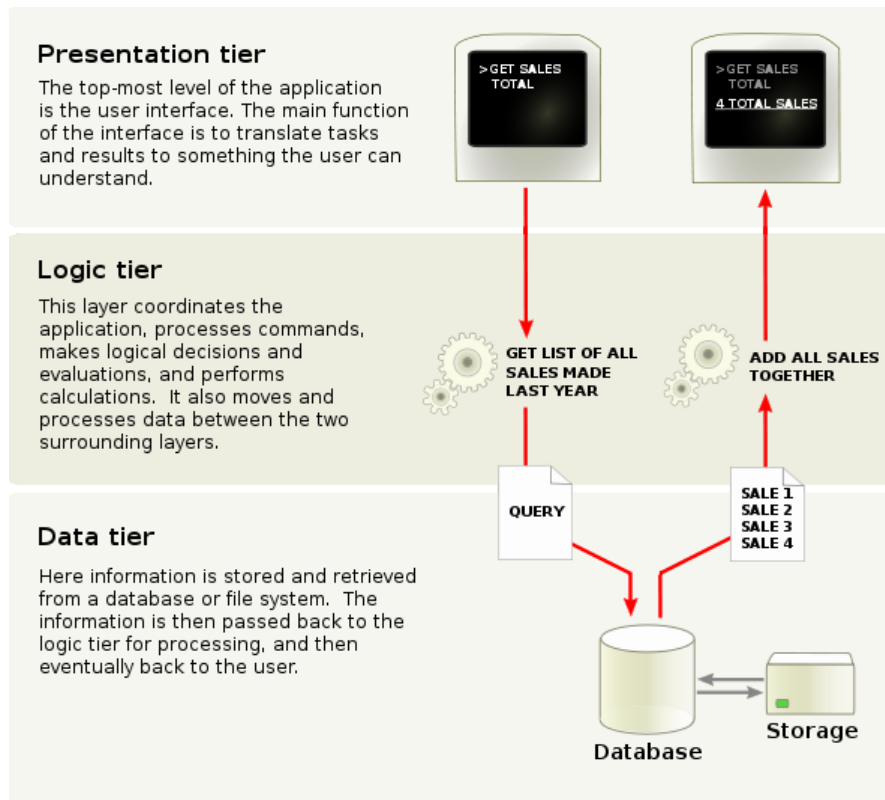 Presentation tier
The top-most level of the application
is the user interface. The main function
of the interface is to translate tasks
and results to something the user can
understand.
>GET SALES
TOTAL
>GET SALES
TOTAL
4 TOTAL SALES
Logic tier
This layer coordinates the
application, processes commands,
makes logical decisions and
evaluations, and performs
calculations.  It also moves and
processes data between the two
surrounding layers.
GET LIST OF ALL
SALES MADE
LAST YEAR
ADD ALL SALES
TOGETHER
QUERY
SALE 1
SALE 2
SALE 3
SALE 4
Data tier
Here information is stored and retrieved
from a database or file system.  The
information is then passed back to the
logic tier for processing, and then
eventually back to the user.
Database
Storage